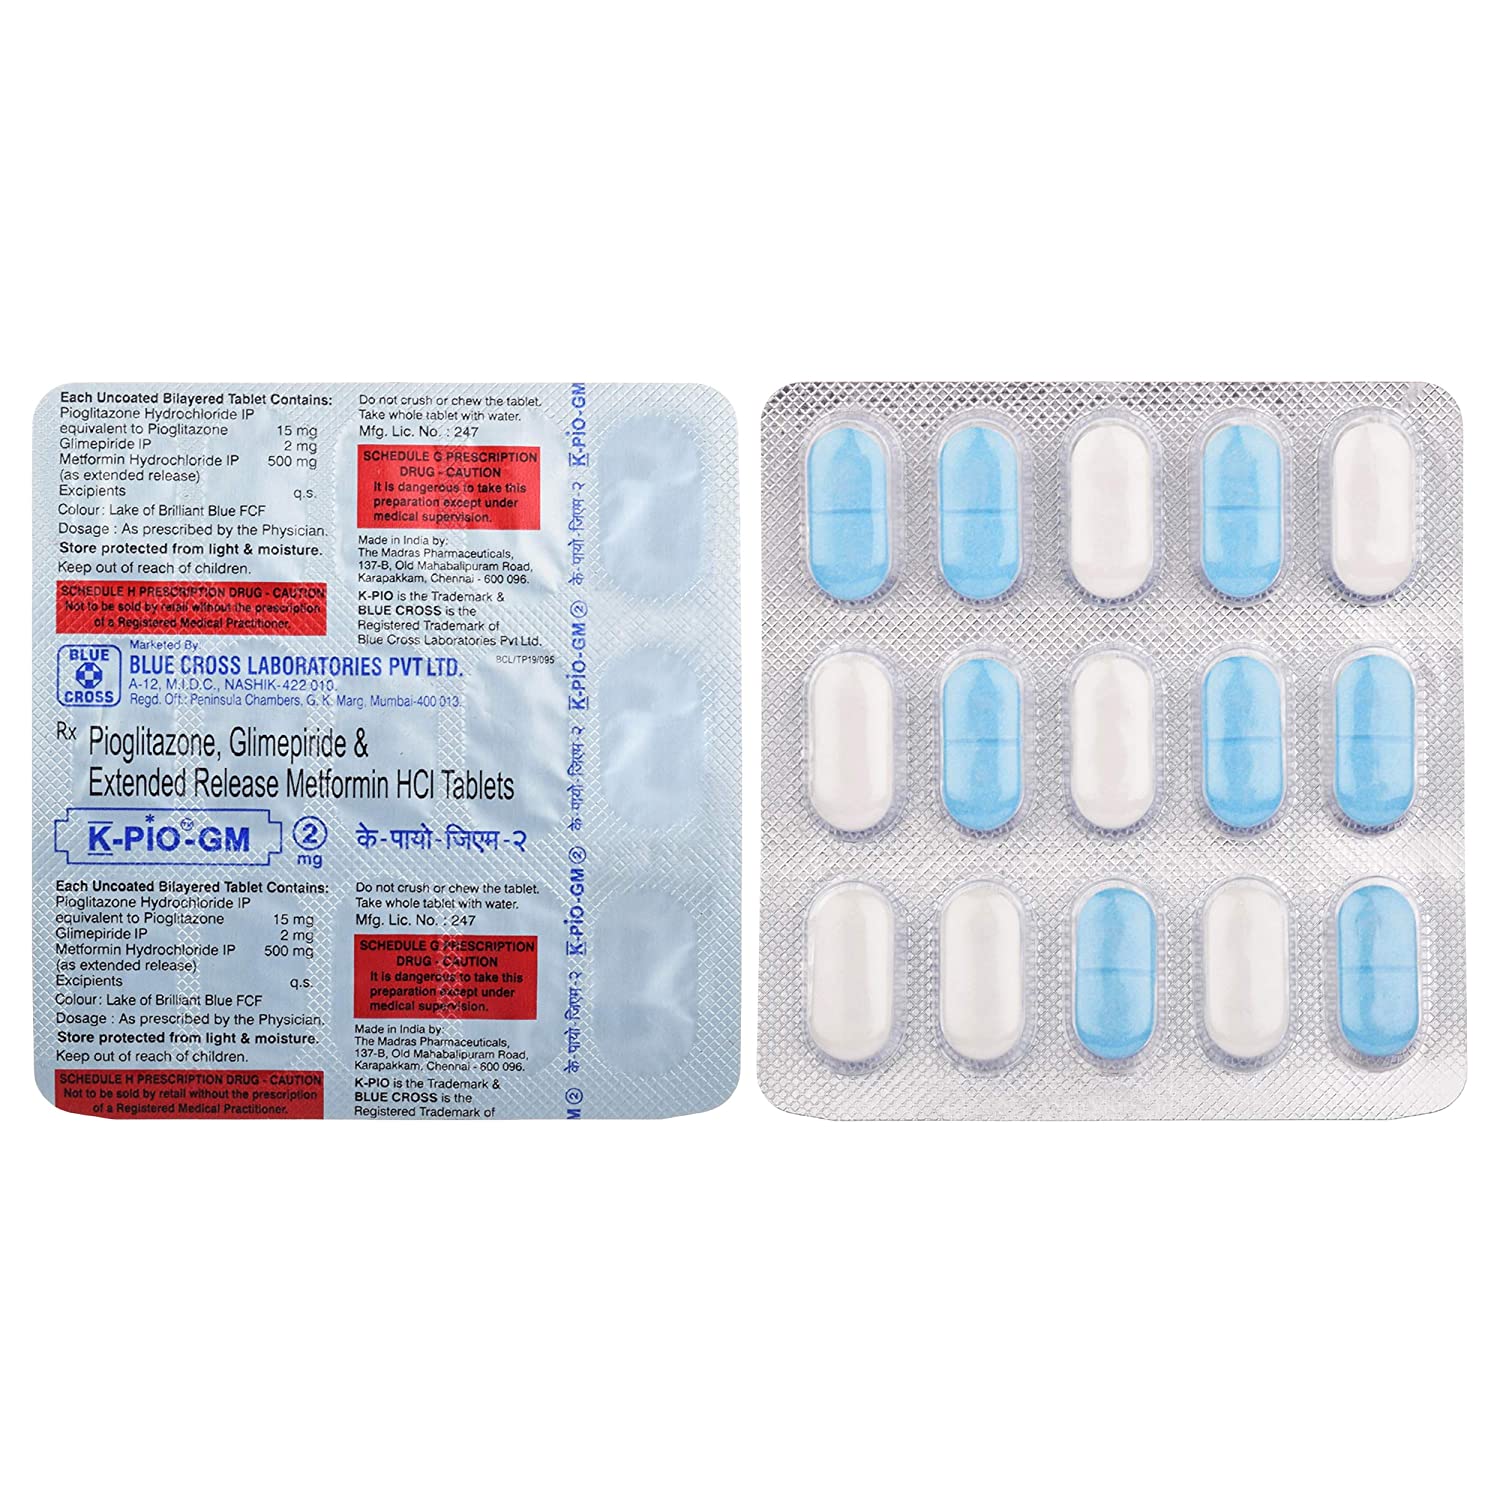 Each Uncoated Bilayered Tablet Contains:
Pioglitazone Hydrochloride IP
equivalent to Pioglitazone 15 mg
Glimepiride IP 2 mg
Metformin Hydrochloride IP 500 mg
(as extended release)
Excipients q.s.
Colour : Lake of Brilliant Blue FCF
Dosage : As prescribed by the Physician.
Store protected from light & moisture.
Keep out of reach of children.
SCHEDULE H PRESCRIPTION DRUG - CAUTION
Not to be sold by retail without the prescription
of a Registered Medical Practitioner.
Do not crush or chew the tablet.
Take whole tablet with water.
Mfg. Lic. No. : 247
SCHEDULE G PRESCRIPTION
DRUG - CAUTION
It is dangerous to take this
preparation except under
medical supervision.
Made in India by:
The Madras Pharmaceuticals,
137-B, Old Mahabalipuram Road,
Karapakkam, Chennai - 600 096.
K-PIO is the Trademark &
BLUE CROSS is the
Registered Trademark of
Blue Cross Laboratories Pvt Ltd.
BLUE
CROSS
Marketed By:
BLUE CROSS LABORATORIES PVT LTD.
A-12, M.I.D.C., NASHIK-422 010.
Regd. Off.: Peninsula Chambers, G. K. Marg, Mumbai-400 013.
BCL/TP19/095
Rx Pioglitazone, Glimepiride &
Extended Release Metformin HCl Tablets
K-PiO™-GM 2 mg के-पायो-जिएम-२
Each Uncoated Bilayered Tablet Contains:
Pioglitazone Hydrochloride IP
equivalent to Pioglitazone 15 mg
Glimepiride IP 2 mg
Metformin Hydrochloride IP 500 mg
(as extended release)
Excipients q.s.
Colour : Lake of Brilliant Blue FCF
Dosage : As prescribed by the Physician.
Store protected from light & moisture.
Keep out of reach of children.
SCHEDULE H PRESCRIPTION DRUG - CAUTION
Not to be sold by retail without the prescription
of a Registered Medical Practitioner.
Do not crush or chew the tablet.
Take whole tablet with water.
Mfg. Lic. No. : 247
SCHEDULE G PRESCRIPTION
DRUG - CAUTION
It is dangerous to take this
preparation except under
medical supervision.
Made in India by:
The Madras Pharmaceuticals,
137-B, Old Mahabalipuram Road,
Karapakkam, Chennai - 600 096.
K-PIO is the Trademark &
BLUE CROSS is the
Registered Trademark of
M 2 के-पायो-जिएम-२ K-PiO-GM 2 के-पायो-जिएम-२ K-PiO-GM 2 के-पायो-जिएम-२ K-PiO-GM